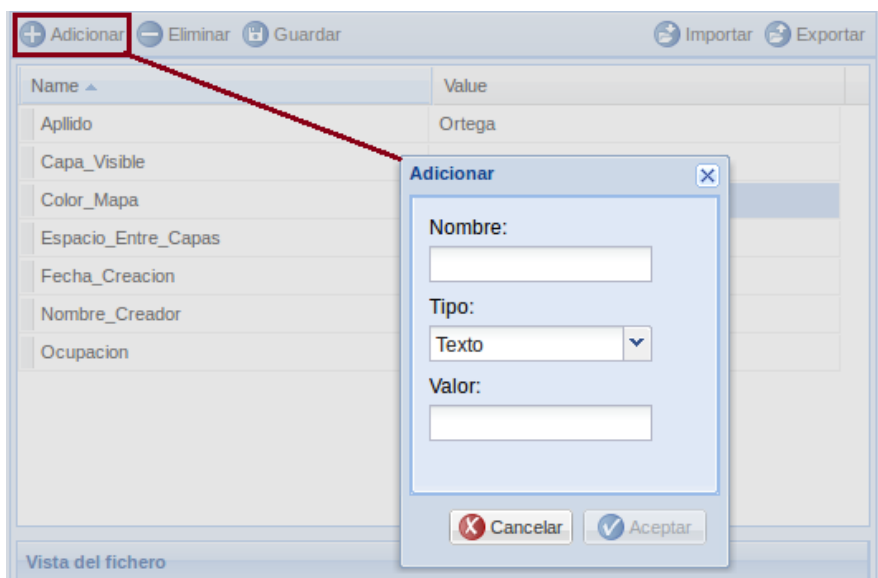 Adicionar Eliminar Guardar Importar Exportar
Name Value
Apllido Ortega
Capa_Visible
Color_Mapa
Espacio_Entre_Capas
Fecha_Creacion
Nombre_Creador
Ocupacion
Adicionar
Nombre:
Tipo:
Texto
Valor:
Cancelar Aceptar
Vista del fichero